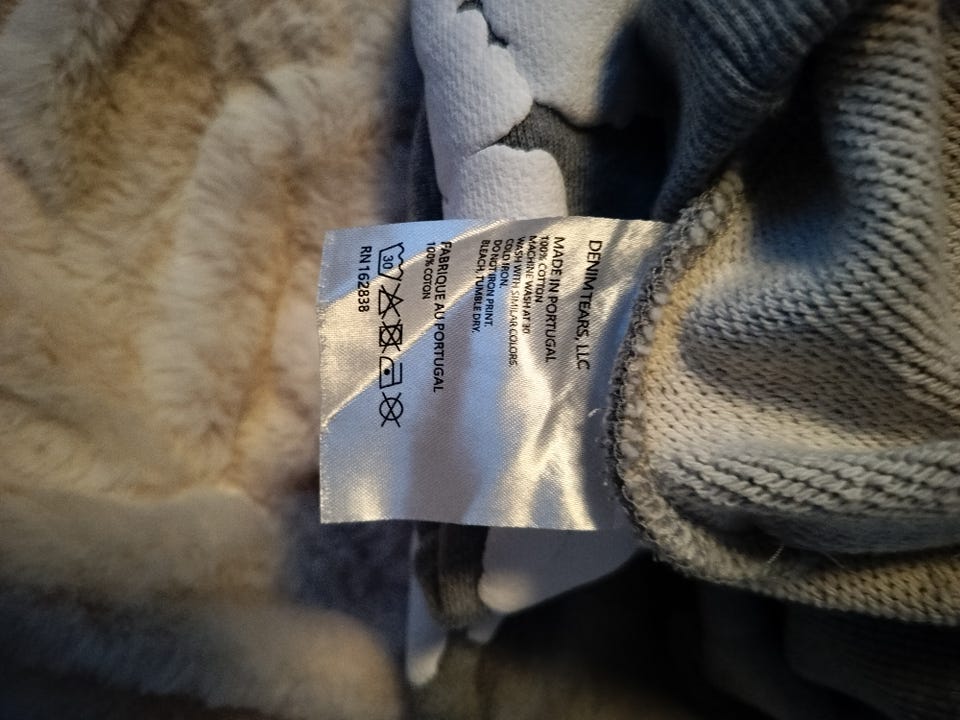 DENIM TEARS, LLC
MADE IN PORTUGAL
100% COTTON
MACHINE WASH AT 30
WASH WITH SIMILAR COLORS
COLD IRON.
DO NOT IRON PRINT.
BLEACH, TUMBLE DRY.
FABRIQUE AU PORTUGAL
100% COTON
30
RN 162838